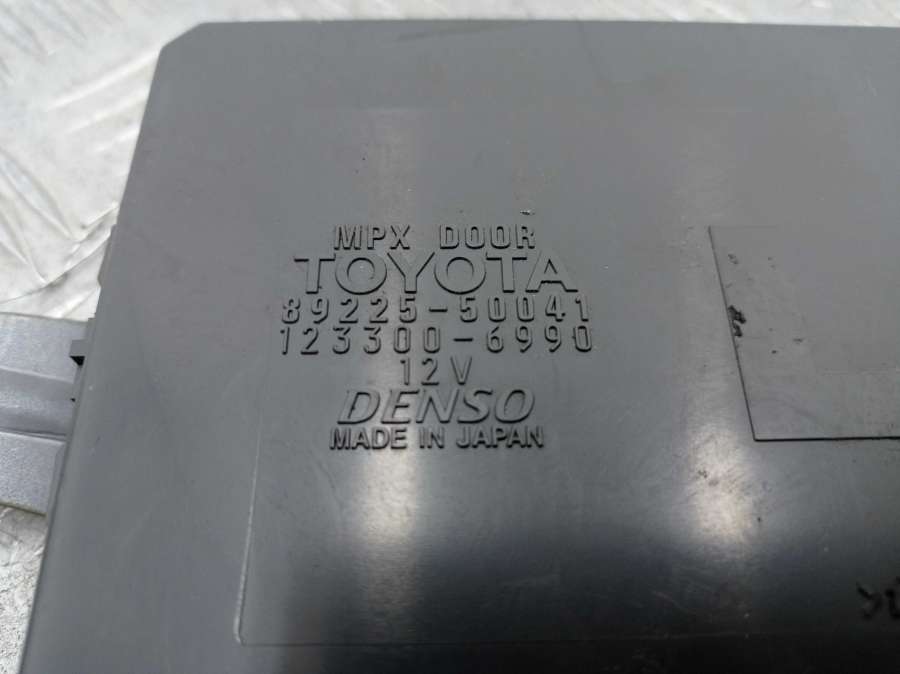 MPX DOOR
TOYOTA
89225-50041
123300-6990
12V
DENSO
MADE IN JAPAN